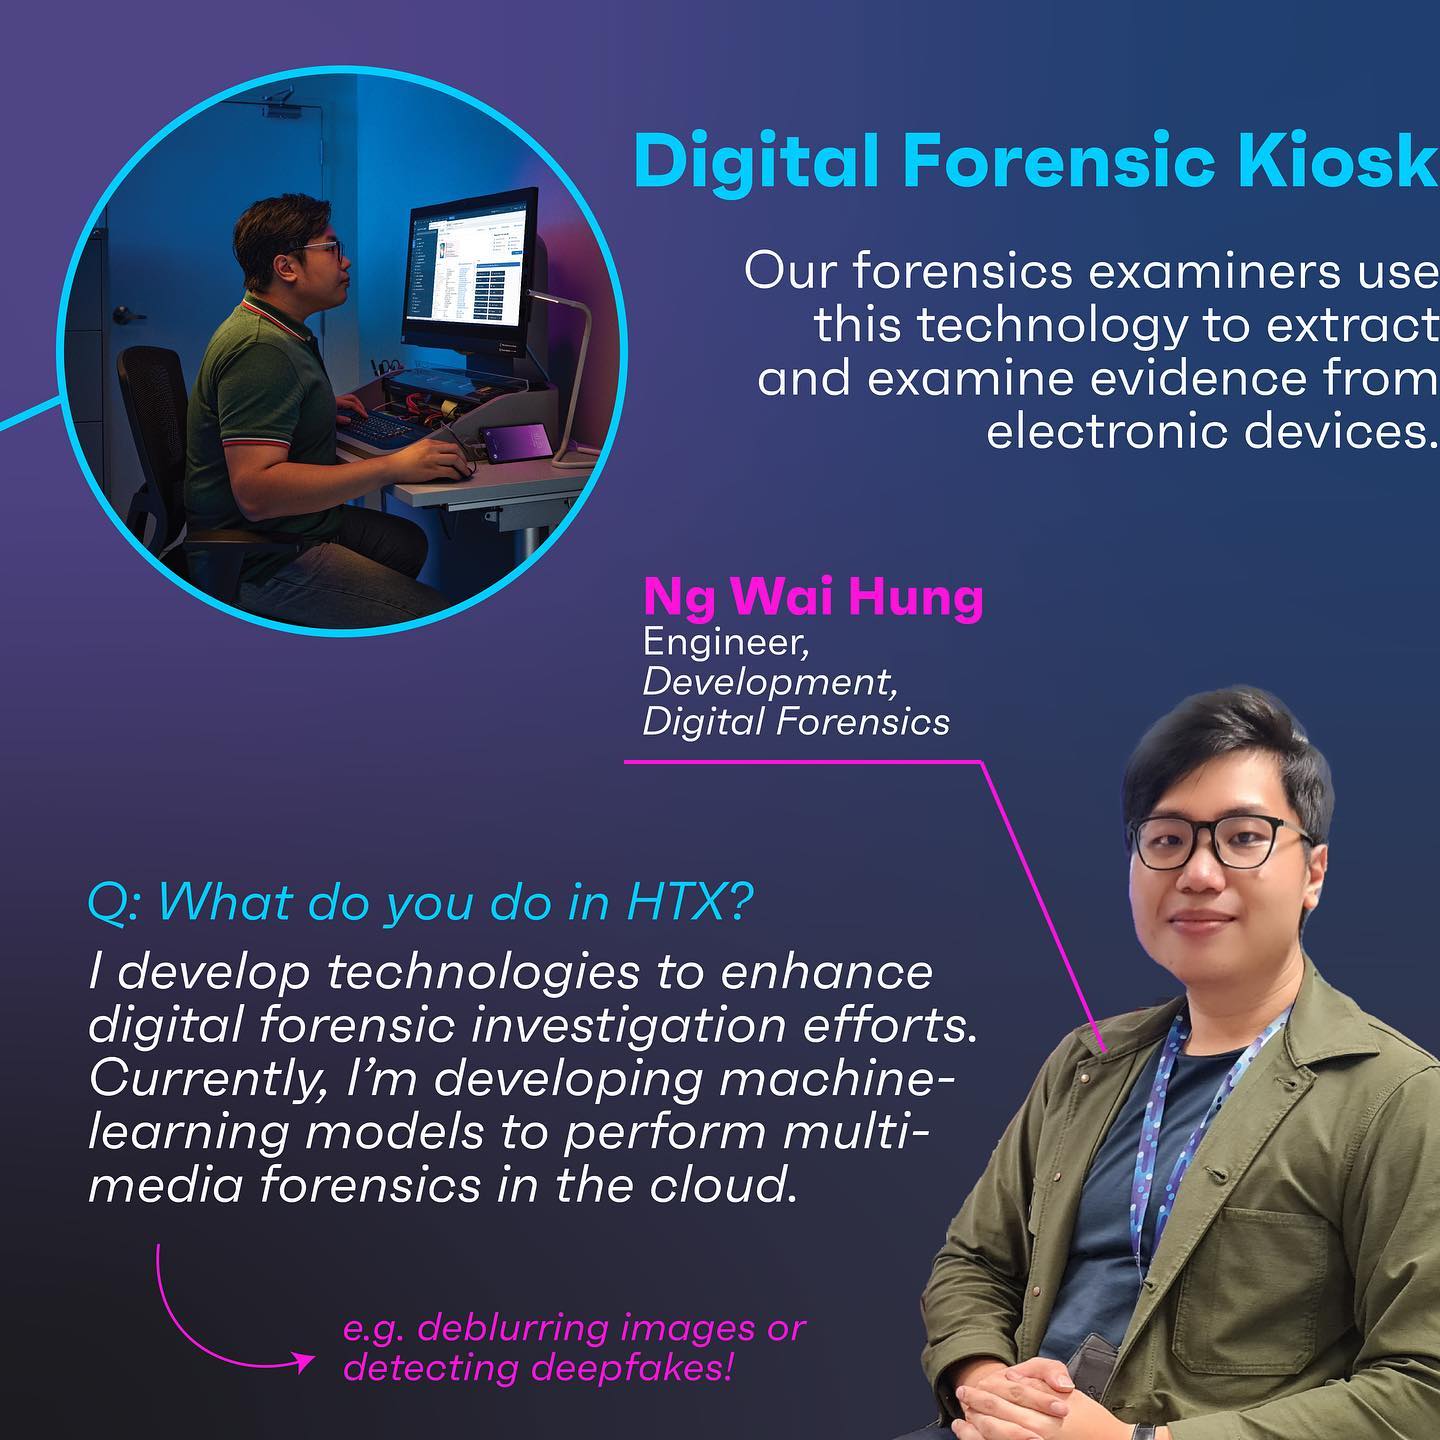 Digital Forensic Kiosk
Our forensics examiners use
this technology to extract
and examine evidence from
electronic devices.
Ng Wai Hung
Engineer,
Development,
Digital Forensics
Q: What do you do in HTX?
I develop technologies to enhance
digital forensic investigation efforts.
Currently, I’m developing machine-
learning models to perform multi-
media forensics in the cloud.
e.g. deblurring images or
detecting deepfakes!